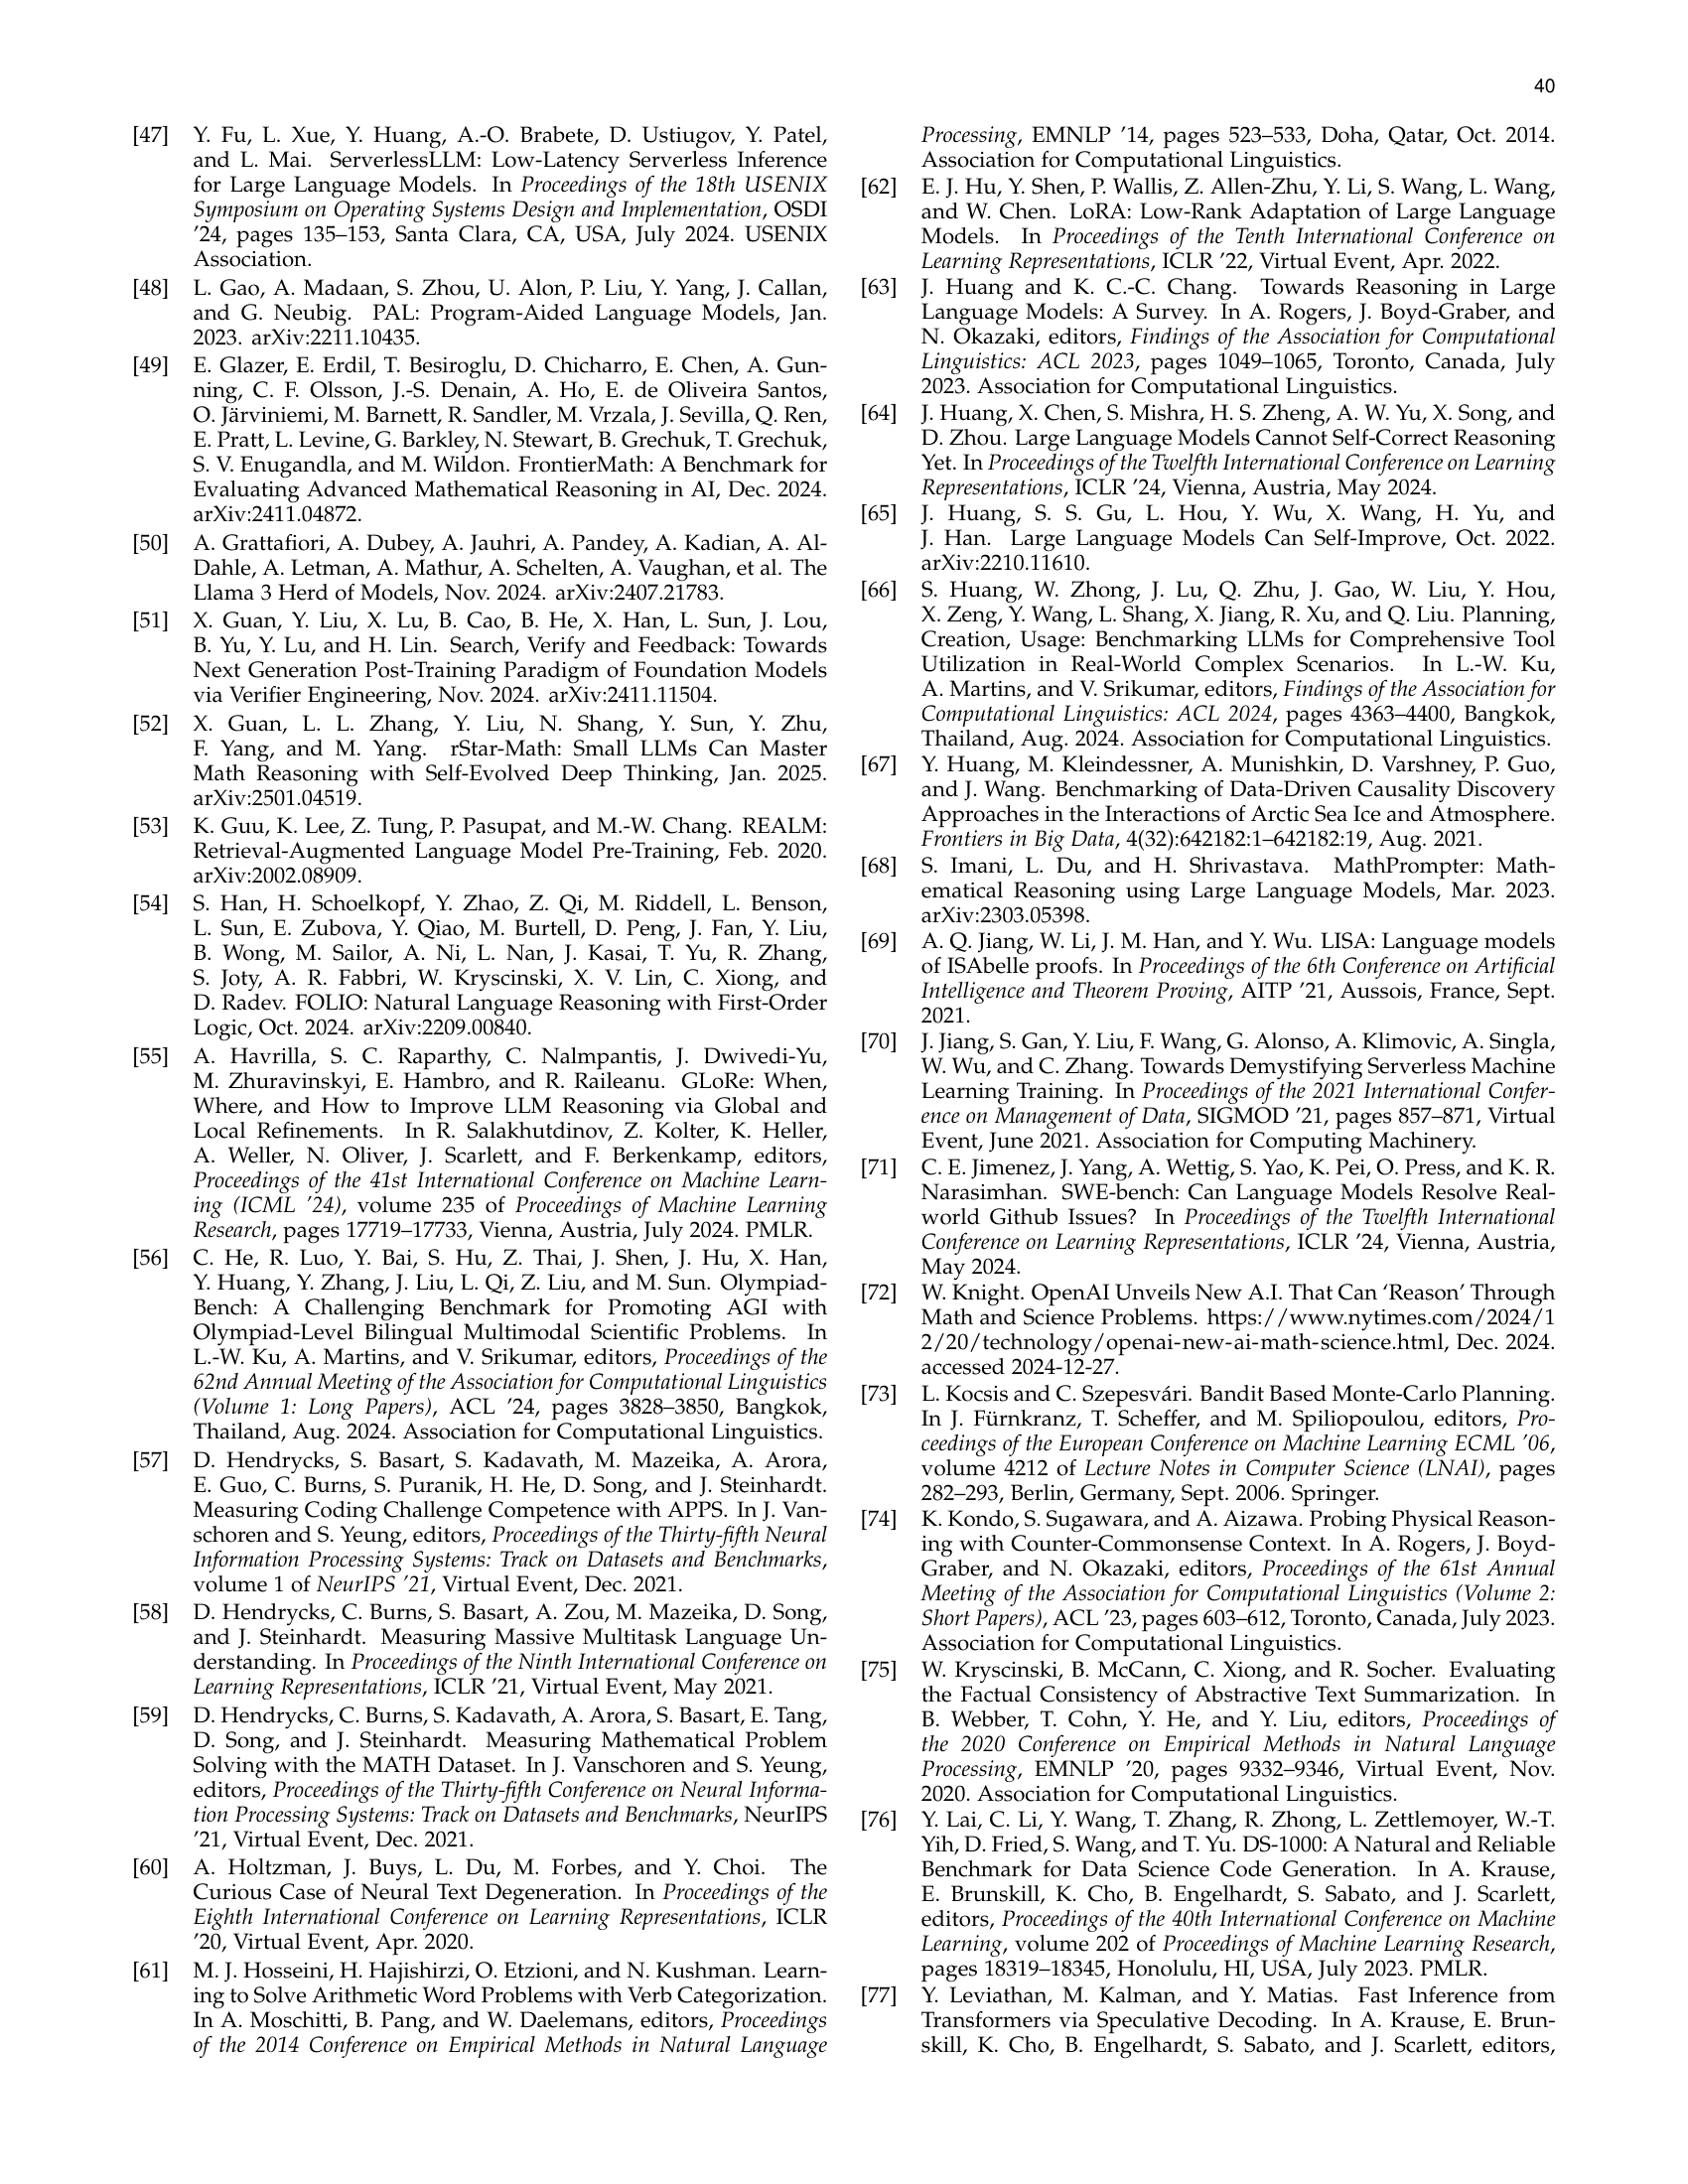 40
[47] Y. Fu, L. Xue, Y. Huang, A.-O. Brabete, D. Ustiugov, Y. Patel,
and L. Mai. ServerlessLLM: Low-Latency Serverless Inference
for Large Language Models. In Proceedings of the 18th USENIX
Symposium on Operating Systems Design and Implementation, OSDI
’24, pages 135–153, Santa Clara, CA, USA, July 2024. USENIX
Association.
[48] L. Gao, A. Madaan, S. Zhou, U. Alon, P. Liu, Y. Yang, J. Callan,
and G. Neubig. PAL: Program-Aided Language Models, Jan.
2023. arXiv:2211.10435.
[49] E. Glazer, E. Erdil, T. Besiroglu, D. Chicharro, E. Chen, A. Gun-
ning, C. F. Olsson, J.-S. Denain, A. Ho, E. de Oliveira Santos,
O. Järviniemi, M. Barnett, R. Sandler, M. Vrzala, J. Sevilla, Q. Ren,
E. Pratt, L. Levine, G. Barkley, N. Stewart, B. Grechuk, T. Grechuk,
S. V. Enugandla, and M. Wildon. FrontierMath: A Benchmark for
Evaluating Advanced Mathematical Reasoning in AI, Dec. 2024.
arXiv:2411.04872.
[50] A. Grattafiori, A. Dubey, A. Jauhri, A. Pandey, A. Kadian, A. Al-
Dahle, A. Letman, A. Mathur, A. Schelten, A. Vaughan, et al. The
Llama 3 Herd of Models, Nov. 2024. arXiv:2407.21783.
[51] X. Guan, Y. Liu, X. Lu, B. Cao, B. He, X. Han, L. Sun, J. Lou,
B. Yu, Y. Lu, and H. Lin. Search, Verify and Feedback: Towards
Next Generation Post-Training Paradigm of Foundation Models
via Verifier Engineering, Nov. 2024. arXiv:2411.11504.
[52] X. Guan, L. L. Zhang, Y. Liu, N. Shang, Y. Sun, Y. Zhu,
F. Yang, and M. Yang. rStar-Math: Small LLMs Can Master
Math Reasoning with Self-Evolved Deep Thinking, Jan. 2025.
arXiv:2501.04519.
[53] K. Guu, K. Lee, Z. Tung, P. Pasupat, and M.-W. Chang. REALM:
Retrieval-Augmented Language Model Pre-Training, Feb. 2020.
arXiv:2002.08909.
[54] S. Han, H. Schoelkopf, Y. Zhao, Z. Qi, M. Riddell, L. Benson,
L. Sun, E. Zubova, Y. Qiao, M. Burtell, D. Peng, J. Fan, Y. Liu,
B. Wong, M. Sailor, A. Ni, L. Nan, J. Kasai, T. Yu, R. Zhang,
S. Joty, A. R. Fabbri, W. Kryscinski, X. V. Lin, C. Xiong, and
D. Radev. FOLIO: Natural Language Reasoning with First-Order
Logic, Oct. 2024. arXiv:2209.00840.
[55] A. Havrilla, S. C. Raparthy, C. Nalmpantis, J. Dwivedi-Yu,
M. Zhuravinskyi, E. Hambro, and R. Raileanu. GLoRe: When,
Where, and How to Improve LLM Reasoning via Global and
Local Refinements. In R. Salakhutdinov, Z. Kolter, K. Heller,
A. Weller, N. Oliver, J. Scarlett, and F. Berkenkamp, editors,
Proceedings of the 41st International Conference on Machine Learn-
ing (ICML ’24), volume 235 of Proceedings of Machine Learning
Research, pages 17719–17733, Vienna, Austria, July 2024. PMLR.
[56] C. He, R. Luo, Y. Bai, S. Hu, Z. Thai, J. Shen, J. Hu, X. Han,
Y. Huang, Y. Zhang, J. Liu, L. Qi, Z. Liu, and M. Sun. Olympiad-
Bench: A Challenging Benchmark for Promoting AGI with
Olympiad-Level Bilingual Multimodal Scientific Problems. In
L.-W. Ku, A. Martins, and V. Srikumar, editors, Proceedings of the
62nd Annual Meeting of the Association for Computational Linguistics
(Volume 1: Long Papers), ACL ’24, pages 3828–3850, Bangkok,
Thailand, Aug. 2024. Association for Computational Linguistics.
[57] D. Hendrycks, S. Basart, S. Kadavath, M. Mazeika, A. Arora,
E. Guo, C. Burns, S. Puranik, H. He, D. Song, and J. Steinhardt.
Measuring Coding Challenge Competence with APPS. In J. Van-
schoren and S. Yeung, editors, Proceedings of the Thirty-fifth Neural
Information Processing Systems: Track on Datasets and Benchmarks,
volume 1 of NeurIPS ’21, Virtual Event, Dec. 2021.
[58] D. Hendrycks, C. Burns, S. Basart, A. Zou, M. Mazeika, D. Song,
and J. Steinhardt. Measuring Massive Multitask Language Un-
derstanding. In Proceedings of the Ninth International Conference on
Learning Representations, ICLR ’21, Virtual Event, May 2021.
[59] D. Hendrycks, C. Burns, S. Kadavath, A. Arora, S. Basart, E. Tang,
D. Song, and J. Steinhardt. Measuring Mathematical Problem
Solving with the MATH Dataset. In J. Vanschoren and S. Yeung,
editors, Proceedings of the Thirty-fifth Conference on Neural Informa-
tion Processing Systems: Track on Datasets and Benchmarks, NeurIPS
’21, Virtual Event, Dec. 2021.
[60] A. Holtzman, J. Buys, L. Du, M. Forbes, and Y. Choi. The
Curious Case of Neural Text Degeneration. In Proceedings of the
Eighth International Conference on Learning Representations, ICLR
’20, Virtual Event, Apr. 2020.
[61] M. J. Hosseini, H. Hajishirzi, O. Etzioni, and N. Kushman. Learn-
ing to Solve Arithmetic Word Problems with Verb Categorization.
In A. Moschitti, B. Pang, and W. Daelemans, editors, Proceedings
of the 2014 Conference on Empirical Methods in Natural Language
Processing, EMNLP ’14, pages 523–533, Doha, Qatar, Oct. 2014.
Association for Computational Linguistics.
[62] E. J. Hu, Y. Shen, P. Wallis, Z. Allen-Zhu, Y. Li, S. Wang, L. Wang,
and W. Chen. LoRA: Low-Rank Adaptation of Large Language
Models. In Proceedings of the Tenth International Conference on
Learning Representations, ICLR ’22, Virtual Event, Apr. 2022.
[63] J. Huang and K. C.-C. Chang. Towards Reasoning in Large
Language Models: A Survey. In A. Rogers, J. Boyd-Graber, and
N. Okazaki, editors, Findings of the Association for Computational
Linguistics: ACL 2023, pages 1049–1065, Toronto, Canada, July
2023. Association for Computational Linguistics.
[64] J. Huang, X. Chen, S. Mishra, H. S. Zheng, A. W. Yu, X. Song, and
D. Zhou. Large Language Models Cannot Self-Correct Reasoning
Yet. In Proceedings of the Twelfth International Conference on Learning
Representations, ICLR ’24, Vienna, Austria, May 2024.
[65] J. Huang, S. S. Gu, L. Hou, Y. Wu, X. Wang, H. Yu, and
J. Han. Large Language Models Can Self-Improve, Oct. 2022.
arXiv:2210.11610.
[66] S. Huang, W. Zhong, J. Lu, Q. Zhu, J. Gao, W. Liu, Y. Hou,
X. Zeng, Y. Wang, L. Shang, X. Jiang, R. Xu, and Q. Liu. Planning,
Creation, Usage: Benchmarking LLMs for Comprehensive Tool
Utilization in Real-World Complex Scenarios. In L.-W. Ku,
A. Martins, and V. Srikumar, editors, Findings of the Association for
Computational Linguistics: ACL 2024, pages 4363–4400, Bangkok,
Thailand, Aug. 2024. Association for Computational Linguistics.
[67] Y. Huang, M. Kleindessner, A. Munishkin, D. Varshney, P. Guo,
and J. Wang. Benchmarking of Data-Driven Causality Discovery
Approaches in the Interactions of Arctic Sea Ice and Atmosphere.
Frontiers in Big Data, 4(32):642182:1–642182:19, Aug. 2021.
[68] S. Imani, L. Du, and H. Shrivastava. MathPrompter: Math-
ematical Reasoning using Large Language Models, Mar. 2023.
arXiv:2303.05398.
[69] A. Q. Jiang, W. Li, J. M. Han, and Y. Wu. LISA: Language models
of ISAbelle proofs. In Proceedings of the 6th Conference on Artificial
Intelligence and Theorem Proving, AITP ’21, Aussois, France, Sept.
2021.
[70] J. Jiang, S. Gan, Y. Liu, F. Wang, G. Alonso, A. Klimovic, A. Singla,
W. Wu, and C. Zhang. Towards Demystifying Serverless Machine
Learning Training. In Proceedings of the 2021 International Confer-
ence on Management of Data, SIGMOD ’21, pages 857–871, Virtual
Event, June 2021. Association for Computing Machinery.
[71] C. E. Jimenez, J. Yang, A. Wettig, S. Yao, K. Pei, O. Press, and K. R.
Narasimhan. SWE-bench: Can Language Models Resolve Real-
world Github Issues? In Proceedings of the Twelfth International
Conference on Learning Representations, ICLR ’24, Vienna, Austria,
May 2024.
[72] W. Knight. OpenAI Unveils New A.I. That Can ‘Reason’ Through
Math and Science Problems. https://www.nytimes.com/2024/1
2/20/technology/openai-new-ai-math-science.html, Dec. 2024.
accessed 2024-12-27.
[73] L. Kocsis and C. Szepesvári. Bandit Based Monte-Carlo Planning.
In J. Fürnkranz, T. Scheffer, and M. Spiliopoulou, editors, Pro-
ceedings of the European Conference on Machine Learning ECML ’06,
volume 4212 of Lecture Notes in Computer Science (LNAI), pages
282–293, Berlin, Germany, Sept. 2006. Springer.
[74] K. Kondo, S. Sugawara, and A. Aizawa. Probing Physical Reason-
ing with Counter-Commonsense Context. In A. Rogers, J. Boyd-
Graber, and N. Okazaki, editors, Proceedings of the 61st Annual
Meeting of the Association for Computational Linguistics (Volume 2:
Short Papers), ACL ’23, pages 603–612, Toronto, Canada, July 2023.
Association for Computational Linguistics.
[75] W. Kryscinski, B. McCann, C. Xiong, and R. Socher. Evaluating
the Factual Consistency of Abstractive Text Summarization. In
B. Webber, T. Cohn, Y. He, and Y. Liu, editors, Proceedings of
the 2020 Conference on Empirical Methods in Natural Language
Processing, EMNLP ’20, pages 9332–9346, Virtual Event, Nov.
2020. Association for Computational Linguistics.
[76] Y. Lai, C. Li, Y. Wang, T. Zhang, R. Zhong, L. Zettlemoyer, W.-T.
Yih, D. Fried, S. Wang, and T. Yu. DS-1000: A Natural and Reliable
Benchmark for Data Science Code Generation. In A. Krause,
E. Brunskill, K. Cho, B. Engelhardt, S. Sabato, and J. Scarlett,
editors, Proceedings of the 40th International Conference on Machine
Learning, volume 202 of Proceedings of Machine Learning Research,
pages 18319–18345, Honolulu, HI, USA, July 2023. PMLR.
[77] Y. Leviathan, M. Kalman, and Y. Matias. Fast Inference from
Transformers via Speculative Decoding. In A. Krause, E. Brun-
skill, K. Cho, B. Engelhardt, S. Sabato, and J. Scarlett, editors,